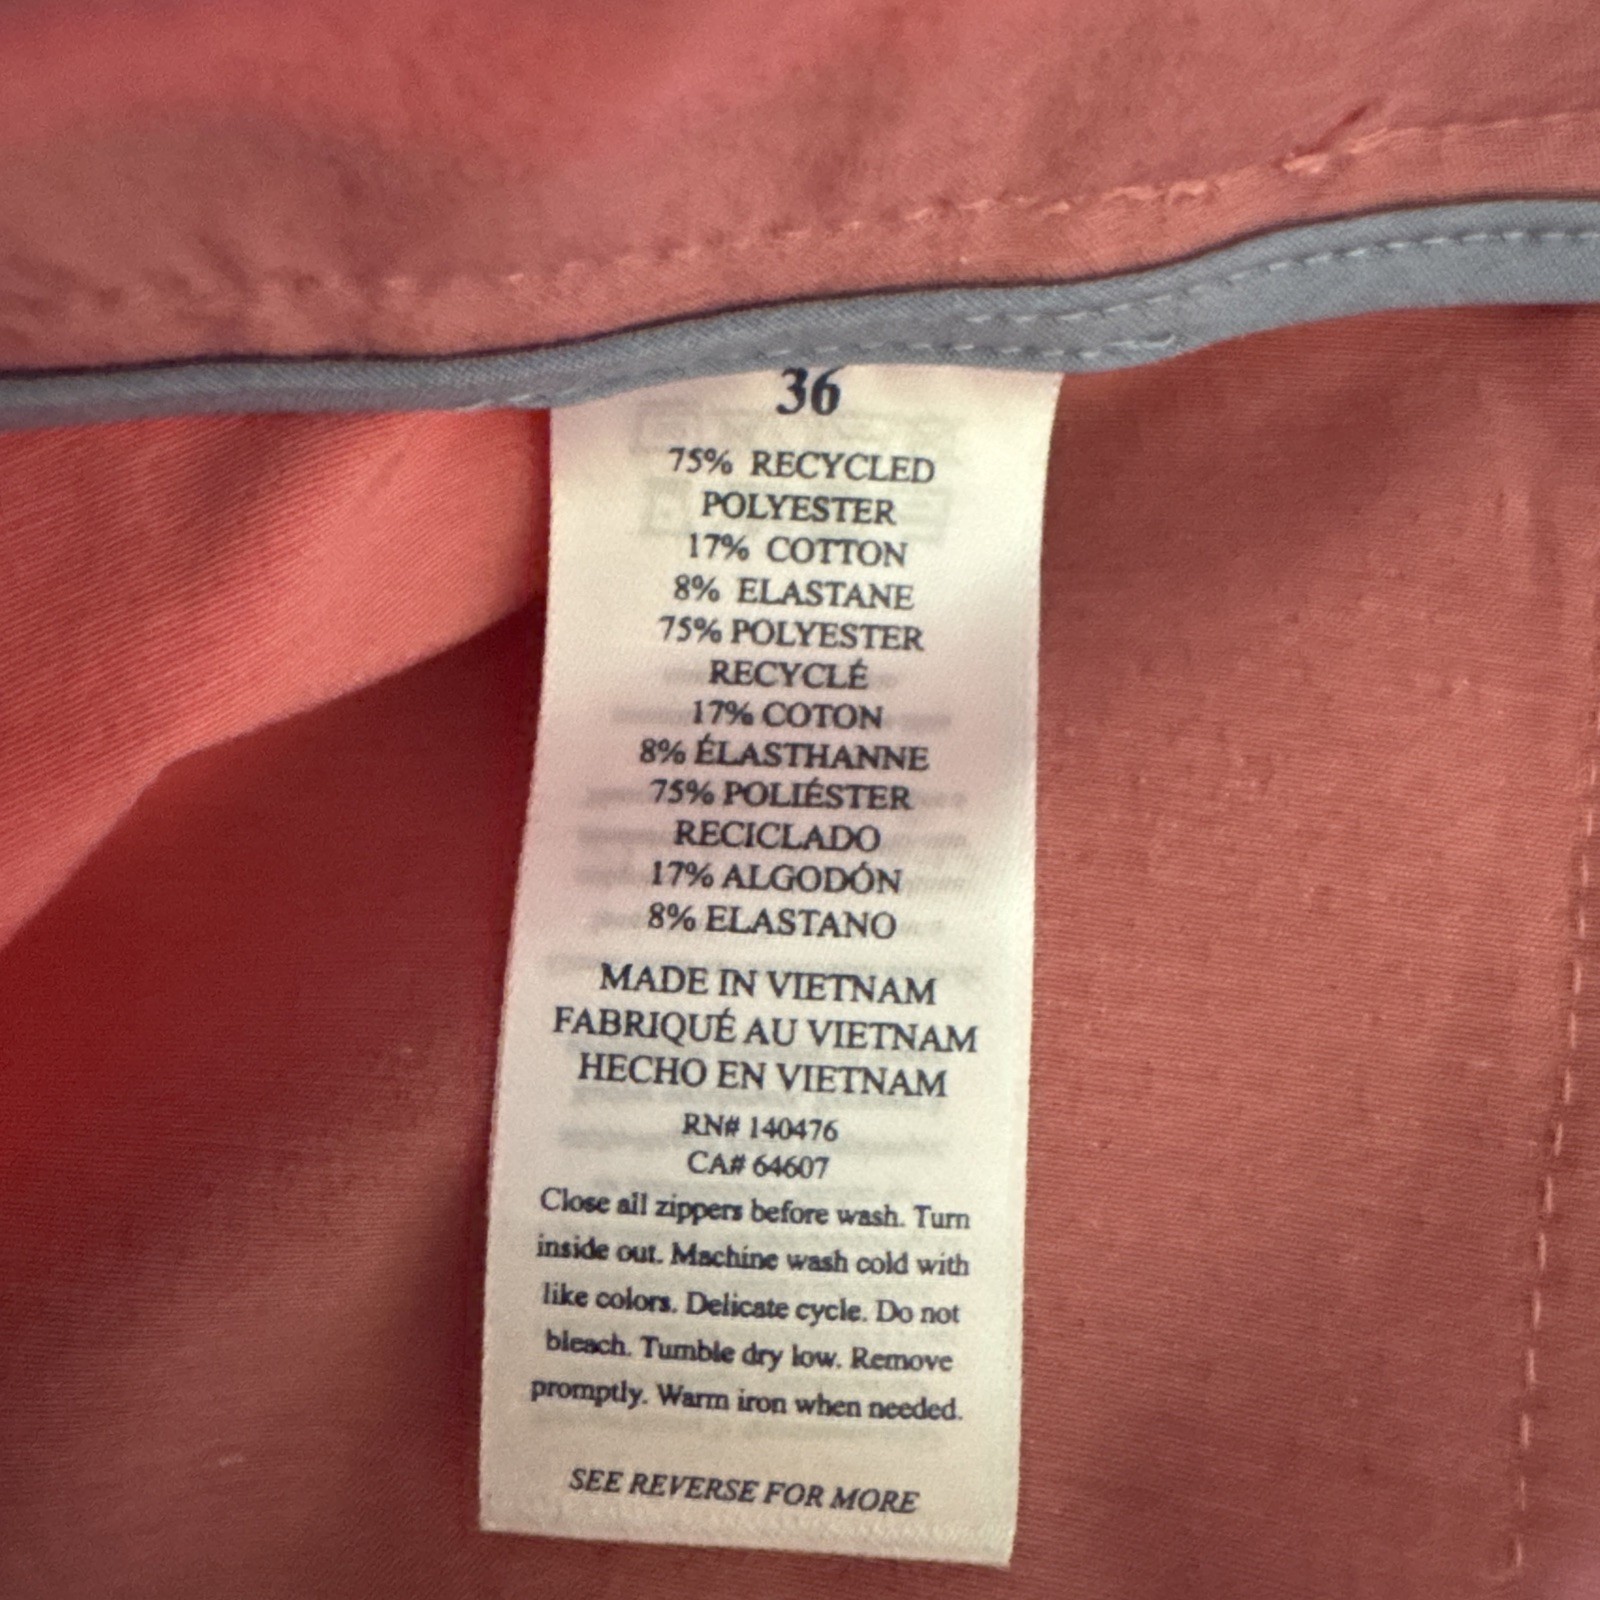 36
75% RECYCLED
POLYESTER
17% COTTON
8% ELASTANE
75% POLYESTER
RECYCLÉ
17% COTON
8% ÉLASTHANNE
75% POLIÉSTER
RECICLADO
17% ALGODÓN
8% ELASTANO
MADE IN VIETNAM
FABRIQUÉ AU VIETNAM
HECHO EN VIETNAM
RN# 140476
CA# 64607
Close all zippers before wash. Turn
inside out. Machine wash cold with
like colors. Delicate cycle. Do not
bleach. Tumble dry low. Remove
promptly. Warm iron when needed.
SEE REVERSE FOR MORE